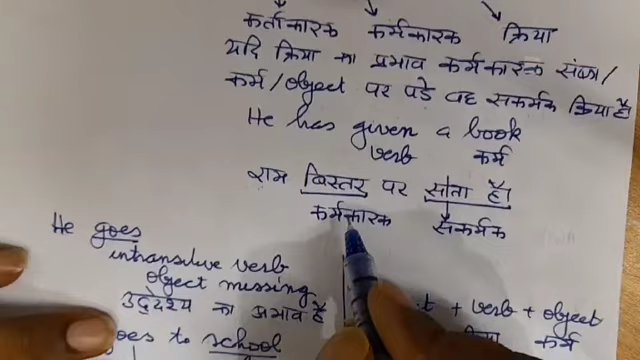 कर्ताकारक कर्मकारक क्रिया
यदि क्रिया का प्रभाव कर्मकारक संज्ञा/
कर्म/object पर पडे वह सकर्मक क्रिया है
He has given a book
verb कर्म
राम बिस्तर पर सोता है।
कर्मकारक सकर्मक
He goes
intransitive verb
object missing
उद्देश्य का अभाव है
t + verb + object
goes to school
कर्म